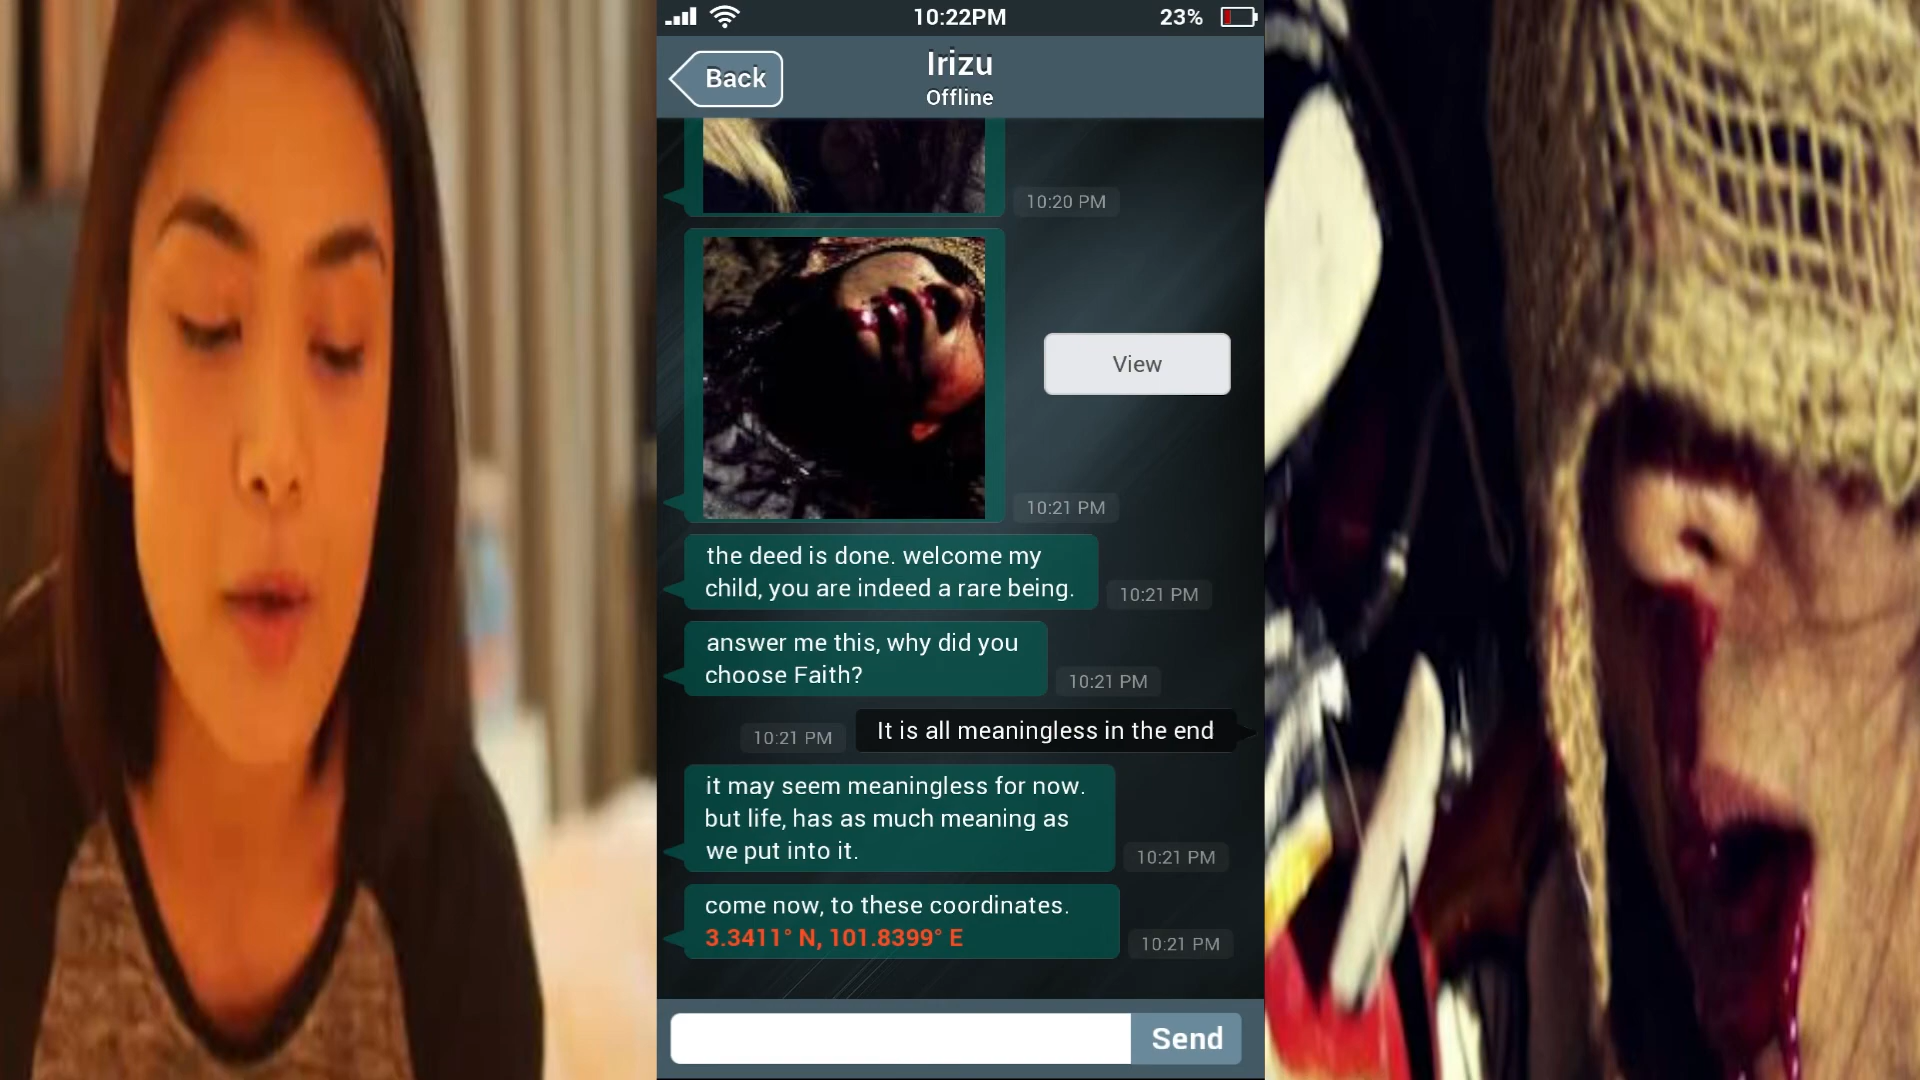 10:22PM
23%
Back
Irizu
Offline
10:20 PM
View
10:21 PM
the deed is done. welcome my
child, you are indeed a rare being.
10:21 PM
answer me this, why did you
choose Faith?
10:21 PM
10:21 PM
It is all meaningless in the end
it may seem meaningless for now.
but life, has as much meaning as
we put into it.
10:21 PM
come now, to these coordinates.
3.3411° N, 101.8399° E
10:21 PM
Send